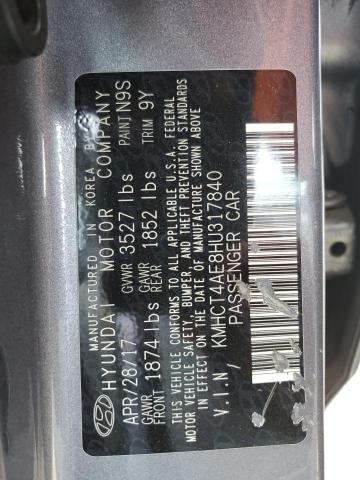 MANUFACTURED IN KOREA BY
HYUNDAI MOTOR COMPANY
APR/28/17 GVWR 3527 lbs PAINT N9S
GAWR FRONT 1874 lbs GAWR REAR 1852 lbs TRIM 9Y
THIS VEHICLE CONFORMS TO ALL APPLICABLE U.S.A FEDERAL
MOTOR VEHICLE SAFETY, BUMPER, AND THEFT PREVENTION STANDARDS
IN EFFECT ON THE DATE OF MANUFACTURE SHOWN ABOVE
V.I.N / KMHCT4AE8HU317840
PASSENGER CAR